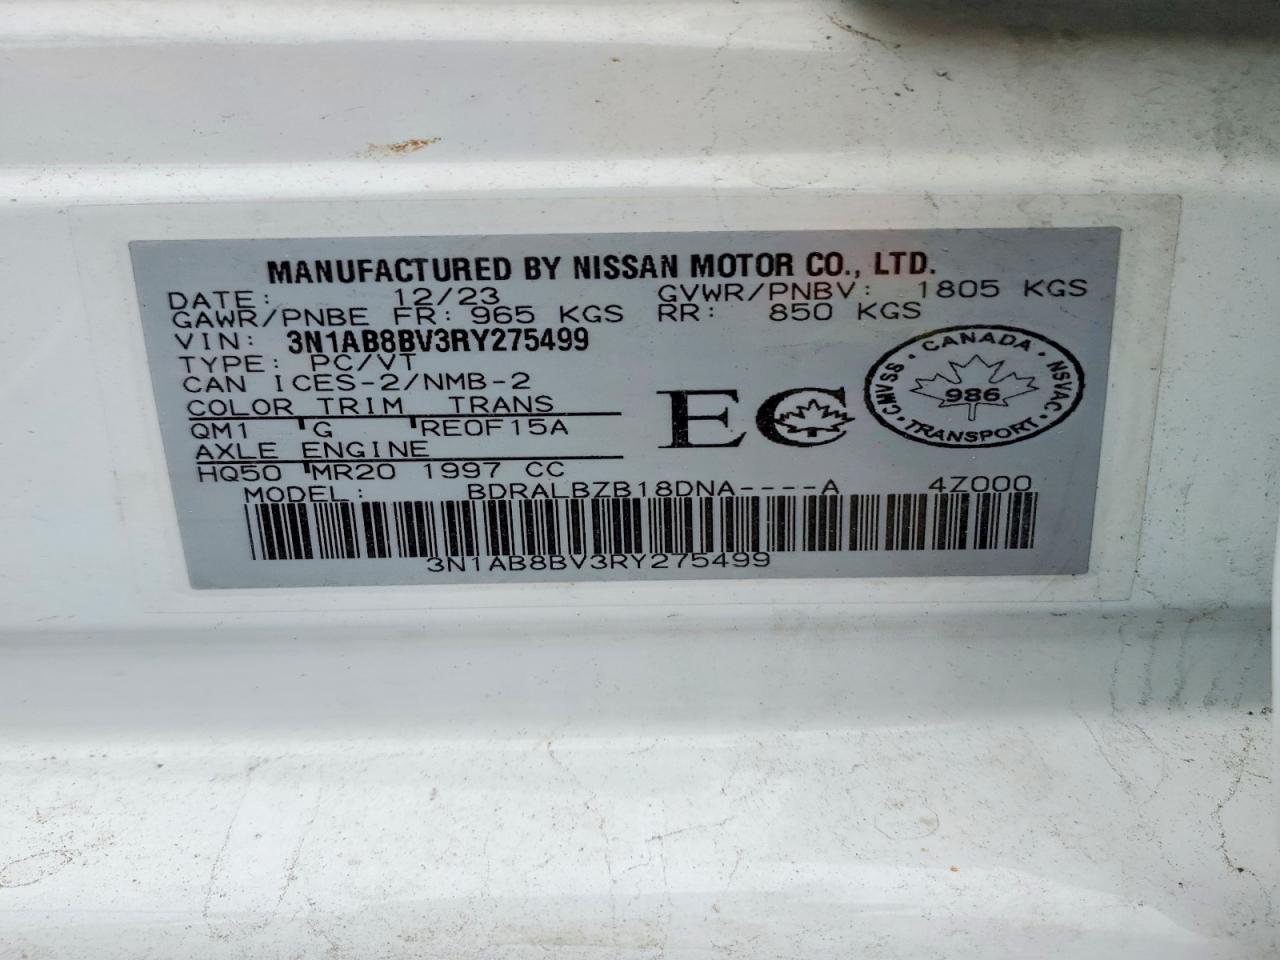 MANUFACTURED BY NISSAN MOTOR CO., LTD.
DATE: 12/23 GVWR/PNBV: 1805 KGS
GAWR/PNBE FR: 965 KGS RR: 850 KGS
VIN: 3N1AB8BV3RY275499
TYPE: PC/VT
CAN ICES-2/NMB-2
COLOR TRIM TRANS
QM1 G RE0F15A
AXLE ENGINE
HQ50 MR20 1997 CC
EC
CANADA
CMVSS 986 NSVAC
TRANSPORT
MODEL: BDRALBZB18DNA----A 4Z000
3N1AB8BV3RY275499